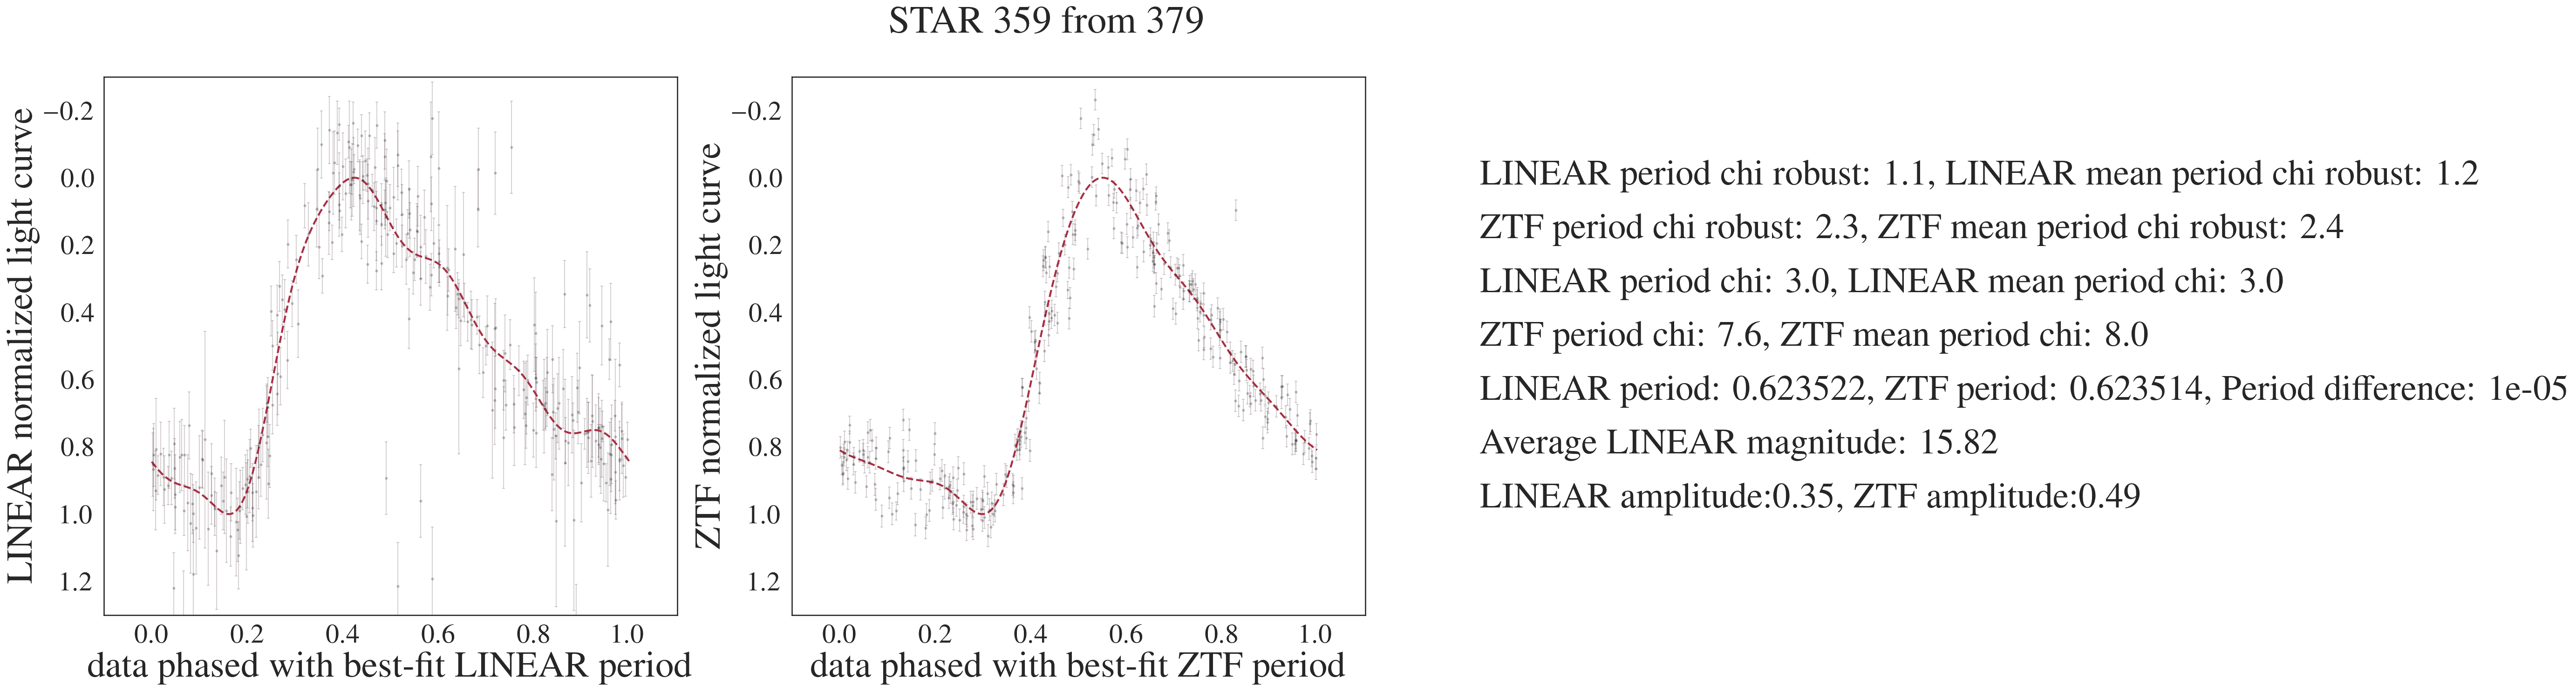 STAR 359 from 379
LINEAR normalized light curve
−0.2
0.0
0.2
0.4
0.6
0.8
1.0
1.2
0.0 0.2 0.4 0.6 0.8 1.0
data phased with best-fit LINEAR period
ZTF normalized light curve
−0.2
0.0
0.2
0.4
0.6
0.8
1.0
1.2
0.0 0.2 0.4 0.6 0.8 1.0
data phased with best-fit ZTF period
LINEAR period chi robust: 1.1, LINEAR mean period chi robust: 1.2
ZTF period chi robust: 2.3, ZTF mean period chi robust: 2.4
LINEAR period chi: 3.0, LINEAR mean period chi: 3.0
ZTF period chi: 7.6, ZTF mean period chi: 8.0
LINEAR period: 0.623522, ZTF period: 0.623514, Period difference: 1e-05
Average LINEAR magnitude: 15.82
LINEAR amplitude:0.35, ZTF amplitude:0.49